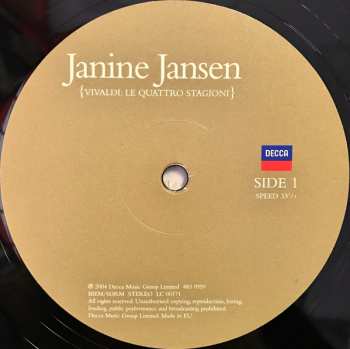 Janine Jansen
{VIVALDI: LE QUATTRO STAGIONI}
DECCA
SIDE 1
SPEED 33⅓
℗ 2004 Decca Music Group Limited
BIEM/SDRM STEREO LC 00171
All rights reserved. Unauthorised copying, reproduction, hiring,
lending, public performance and broadcasting prohibited.
Decca Music Group Limited. Made in EU